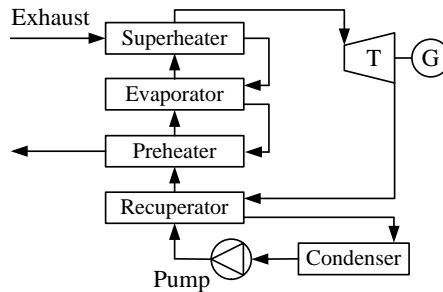 Exhaust
Superheater
T
G
Evaporator
Preheater
Recuperator
Condenser
Pump